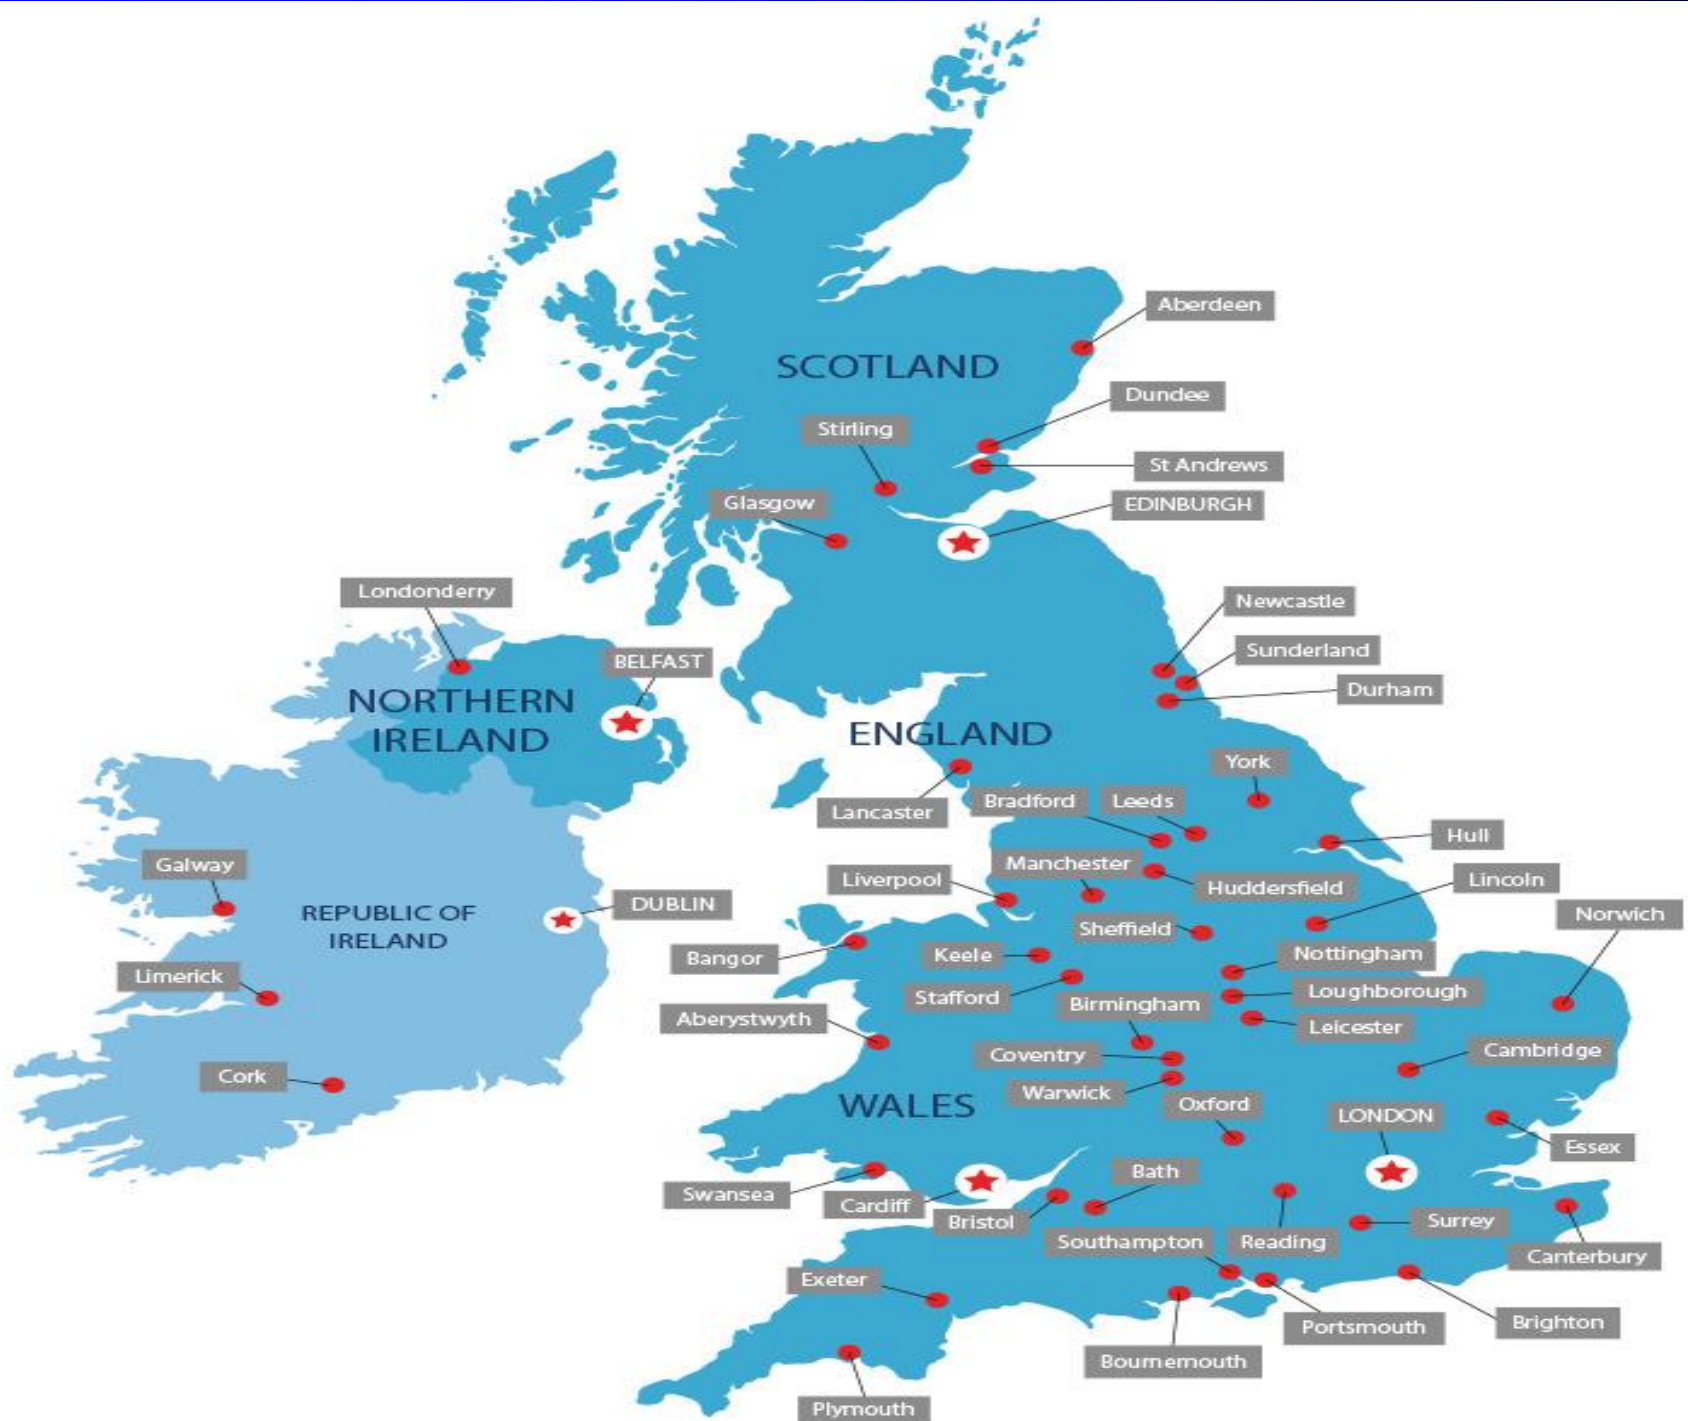 Aberdeen
SCOTLAND
Dundee
Stirling
St Andrews
Glasgow
EDINBURGH
Londonderry
Newcastle
Sunderland
BELFAST
Durham
NORTHERN
IRELAND
ENGLAND
York
Lancaster
Bradford
Leeds
Hull
Galway
Manchester
Liverpool
Huddersfield
Lincoln
DUBLIN
REPUBLIC OF
IRELAND
Norwich
Sheffield
Bangor
Keele
Nottingham
Limerick
Stafford
Loughborough
Birmingham
Aberystwyth
Leicester
Coventry
Cambridge
Cork
Warwick
WALES
Oxford
LONDON
Essex
Bath
Swansea
Cardiff
Bristol
Surrey
Southampton
Reading
Canterbury
Exeter
Brighton
Portsmouth
Bournemouth
Plymouth